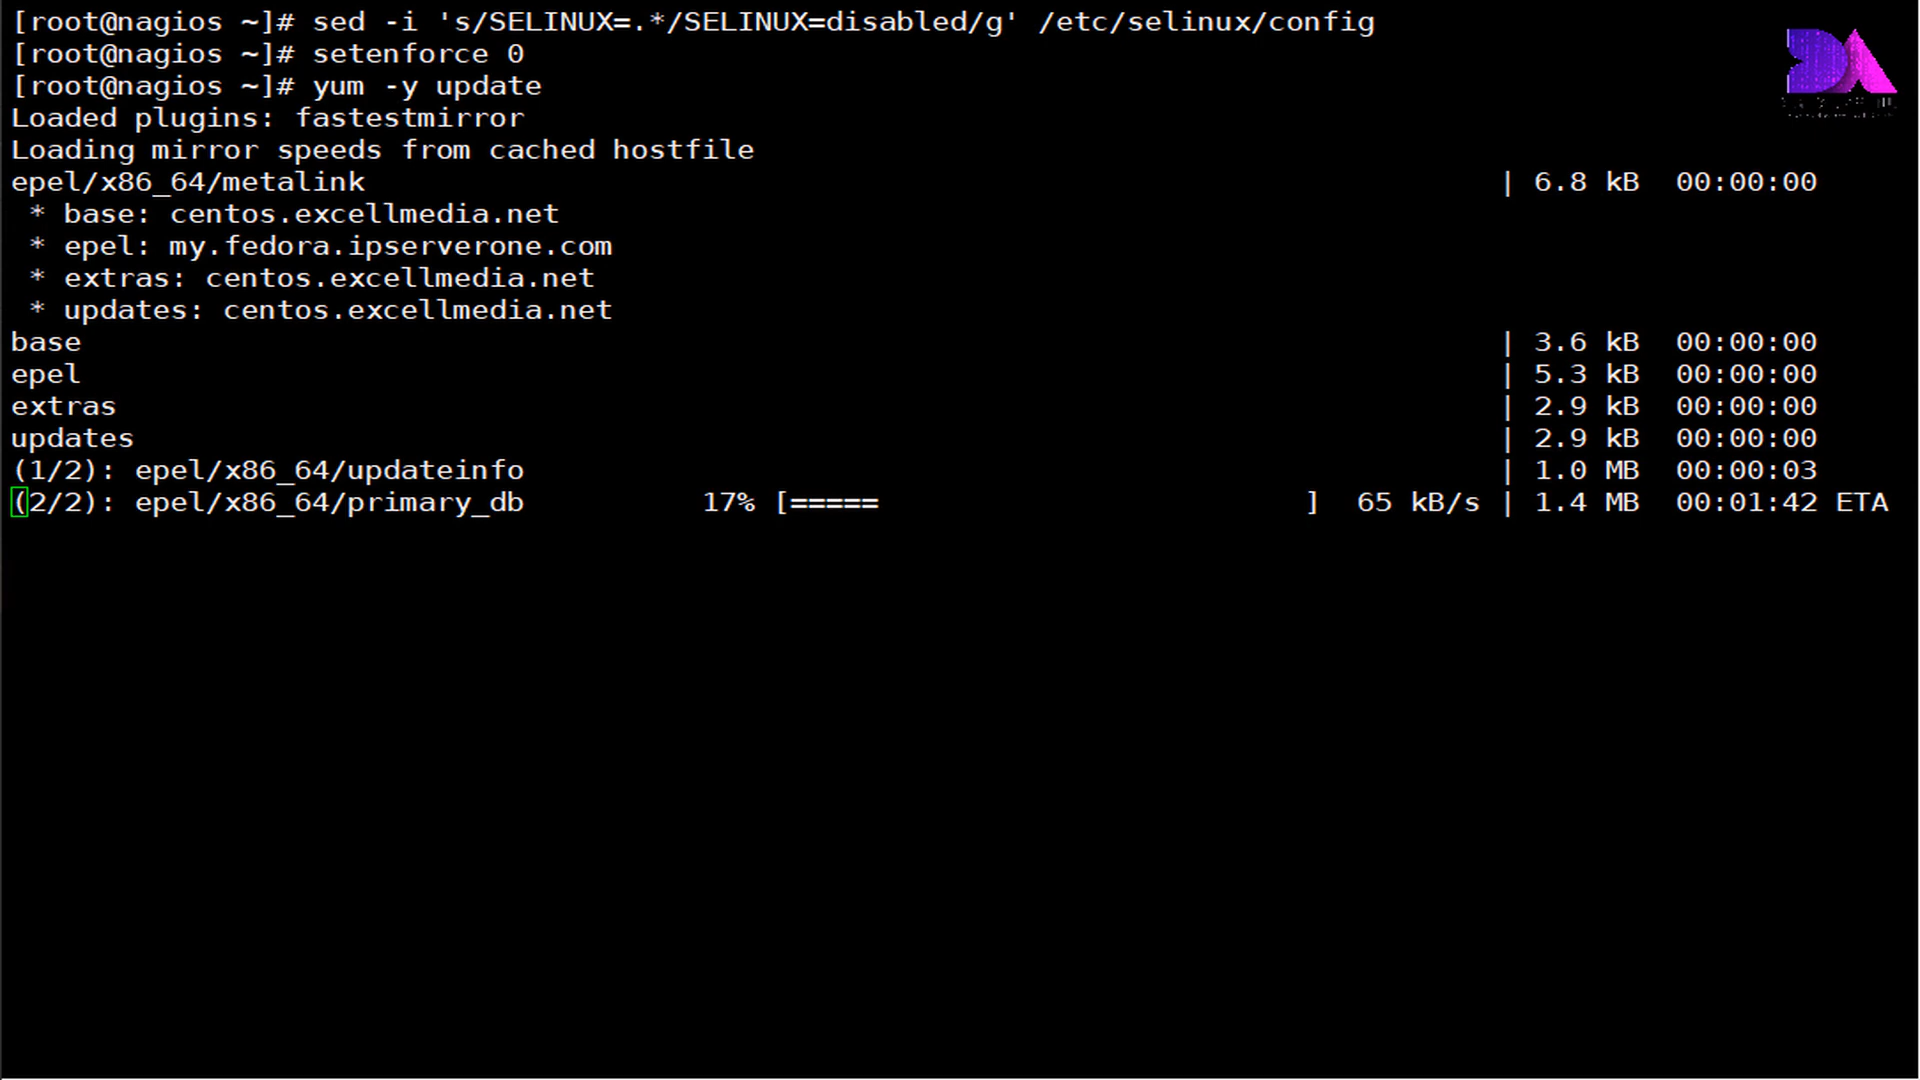 [root@nagios ~]# sed -i 's/SELINUX=.*/SELINUX=disabled/g' /etc/selinux/config
[root@nagios ~]# setenforce 0
[root@nagios ~]# yum -y update
Loaded plugins: fastestmirror
Loading mirror speeds from cached hostfile
epel/x86_64/metalink | 6.8 kB 00:00:00
* base: centos.excellmedia.net
* epel: my.fedora.ipserverone.com
* extras: centos.excellmedia.net
* updates: centos.excellmedia.net
base | 3.6 kB 00:00:00
epel | 5.3 kB 00:00:00
extras | 2.9 kB 00:00:00
updates | 2.9 kB 00:00:00
(1/2): epel/x86_64/updateinfo | 1.0 MB 00:00:03
(2/2): epel/x86_64/primary_db 17% [===== ] 65 kB/s | 1.4 MB 00:01:42 ETA